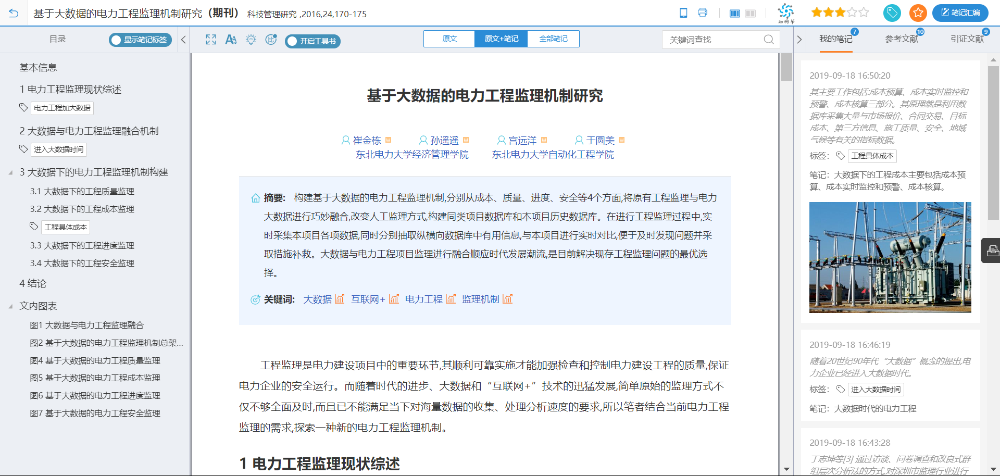 基于大数据的电力工程监理机制研究（期刊） 科技管理研究 ,2016,24,170-175
知网节
笔记汇编
目录
显示笔记标签
开启工具书
原文
原文+笔记
全部笔记
关键词查找
我的笔记 7
参考文献 10
引证文献 9
基本信息
1 电力工程监理现状综述
电力工程加大数据
2 大数据与电力工程监理融合机制
进入大数据时间
3 大数据下的电力工程监理机制构建
3.1 大数据下的工程质量监理
3.2 大数据下的工程成本监理
工程具体成本
3.3 大数据下的工程进度监理
3.4 大数据下的工程安全监理
4 结论
文内图表
图1 大数据与电力工程监理融合
图2 基于大数据的电力工程监理机制总架...
图4 基于大数据的电力工程质量监理
图5 基于大数据的电力工程成本监理
图6 基于大数据的电力工程进度监理
图7 基于大数据的电力工程安全监理
基于大数据的电力工程监理机制研究
崔金栋 孙遥遥 宫远洋 于圆美
东北电力大学经济管理学院 东北电力大学自动化工程学院
摘要: 构建基于大数据的电力工程监理机制,分别从成本、质量、进度、安全等4个方面,将原有工程监理与电力
大数据进行巧妙融合,改变人工监理方式,构建同类项目数据库和本项目历史数据库。在进行工程监理过程中,实
时采集本项目各项数据,同时分别抽取纵横向数据库中有用信息,与本项目进行实时对比,便于及时发现问题并采
取措施补救。大数据与电力工程项目监理进行融合顺应时代发展潮流,是目前解决现存工程监理问题的最优选
择。
关键词: 大数据 互联网+ 电力工程 监理机制
工程监理是电力建设项目中的重要环节,其顺利可靠实施才能加强检查和控制电力建设工程的质量,保证
电力企业的安全运行。而随着时代的进步、大数据和“互联网+”技术的迅猛发展,简单原始的监理方式不
仅不够全面及时,而且已不能满足当下对海量数据的收集、处理分析速度的要求,所以笔者结合当前电力工程
监理的需求,探索一种新的电力工程监理机制。
1 电力工程监理现状综述
2019-09-18 16:50:20
其主要工作包括:成本预算、成本实时监控和
预警、成本核算三部分。其原理就是利用数
据库采集大量与市场报价、合同交易、目标
成本、第三方信息、施工质量、安全、地域
气候等有关的指标数据。
标签: 工程具体成本
笔记: 大数据下的工程成本主要包括成本预
算、成本实时监控和预警、成本核算。
2019-09-18 16:46:19
随着20世纪90年代“大数据”概念的提出,电
力企业已经进入大数据时代。
标签: 进入大数据时间
笔记: 大数据时代的电力工程
2019-09-18 16:43:28
丁志坤等[3] 通过访谈、问卷调查和改良式群
组层次分析法的方式,对深圳市监理行业进行